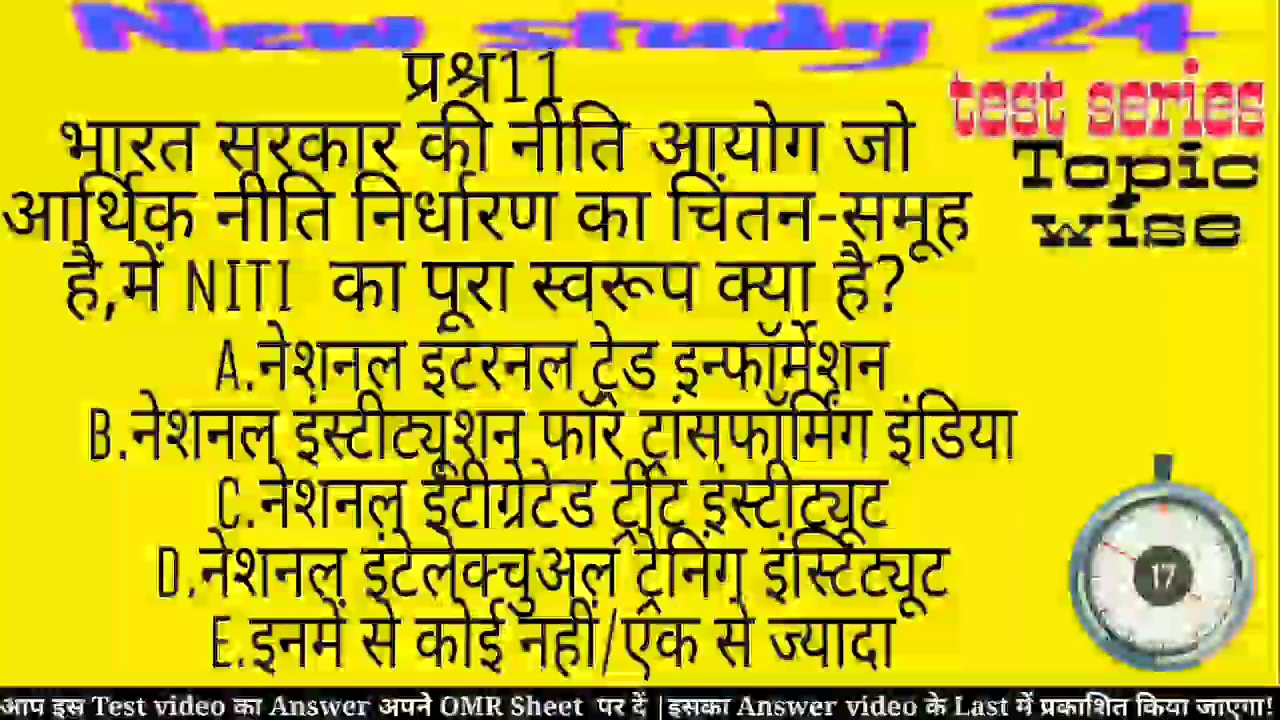 New study 24
test series
Topic
wise
प्रश्न11
भारत सरकार की नीति आयोग जो
आर्थिक नीति निर्धारण का चिंतन-समूह
है,में NITI का पूरा स्वरूप क्या है?
A.नेशनल इंटरनल ट्रेड इन्फॉर्मेशन
B.नेशनल इंस्टीट्यूशन फॉर ट्रांसफॉर्मिंग इंडिया
C.नेशनल इंटीग्रेटेड ट्रीटि इंस्टीट्यूट
D.नेशनल इंटेलेक्चुअल ट्रेनिंग इंस्टिट्यूट
E.इनमें से कोई नहीं/एक से ज्यादा
17
आप इस Test video का Answer अपने OMR Sheet पर दें |इसका Answer video के Last में प्रकाशित किया जाएगा!